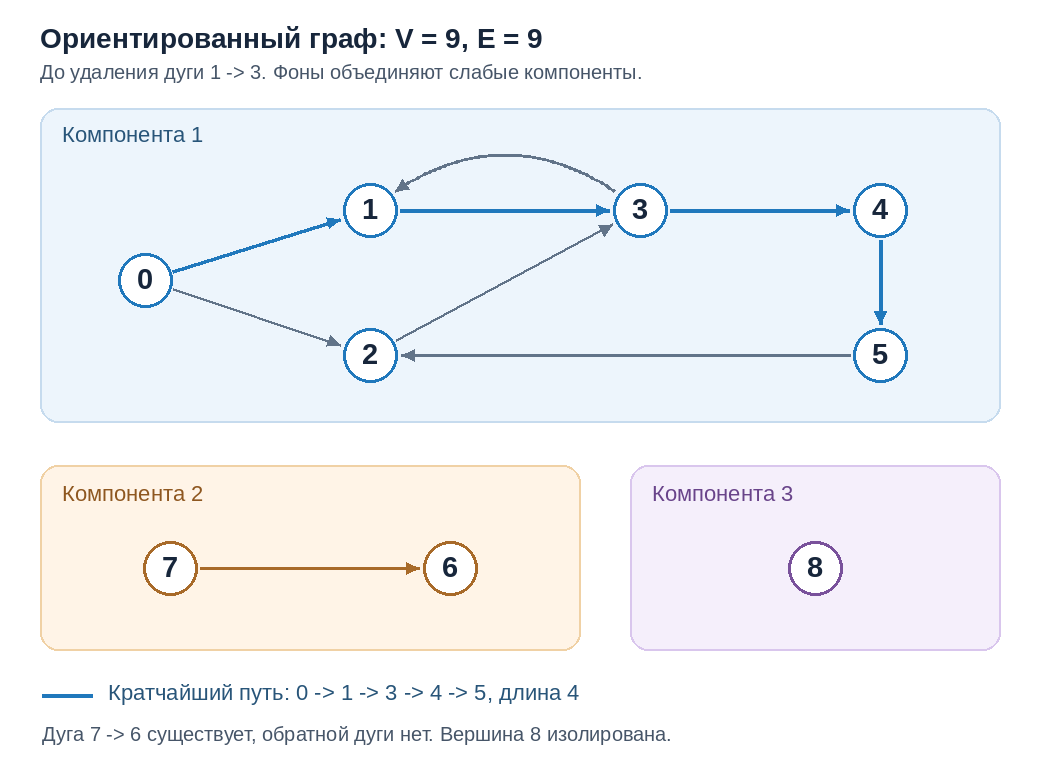 Ориентированный граф: V = 9, E = 9
До удаления дуги 1 -> 3. Фоны объединяют слабые компоненты.
Компонента 1
1
3
4
0
2
5
Компонента 2
7
6
Компонента 3
8
Кратчайший путь: 0 -> 1 -> 3 -> 4 -> 5, длина 4
Дуга 7 -> 6 существует, обратной дуги нет. Вершина 8 изолирована.